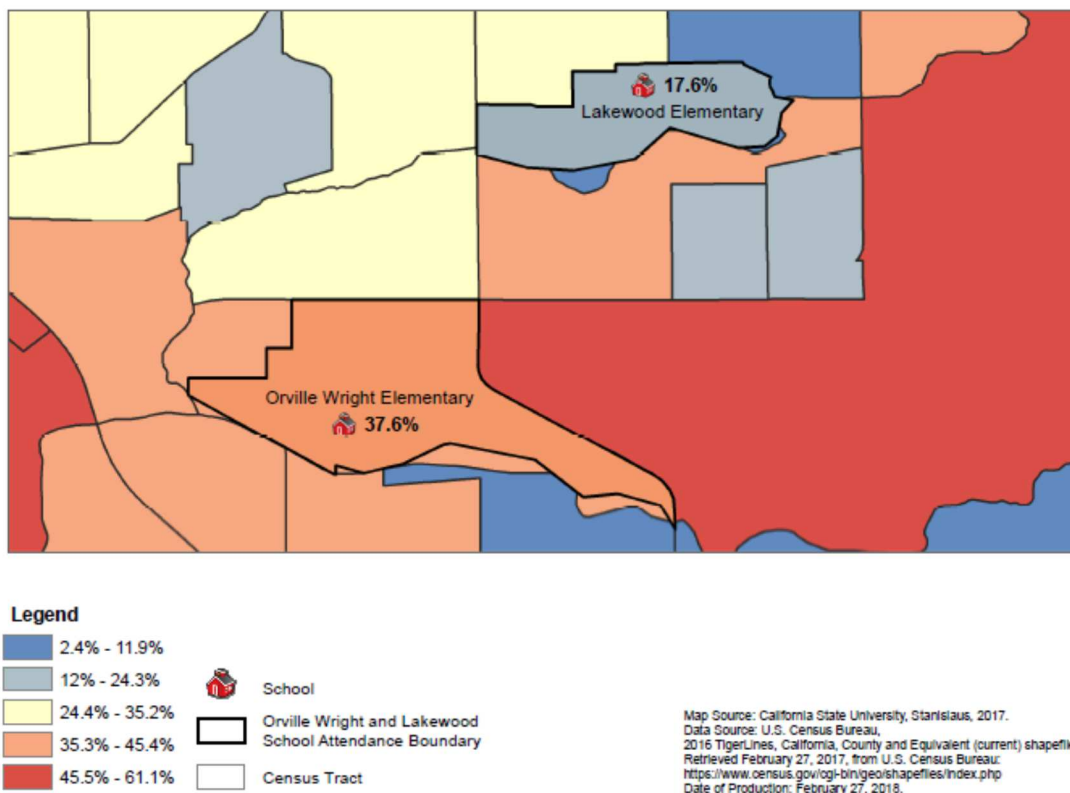 17.6%
Lakewood Elementary
Orville Wright Elementary
37.6%
Legend
2.4% - 11.9%
12% - 24.3%
24.4% - 35.2%
35.3% - 45.4%
45.5% - 61.1%
School
Orville Wright and Lakewood
School Attendance Boundary
Census Tract
Map Source: California State University, Stanislaus, 2017.
Data Source: U.S. Census Bureau,
2016 TigerLines, California, County and Equivalent (current)
Retrieved February 27, 2017, from U.S. Census Bureau:
https://www.census.gov/cgi-bin/geo/shapefiles/index.php
Date of Production: February 27, 2018.